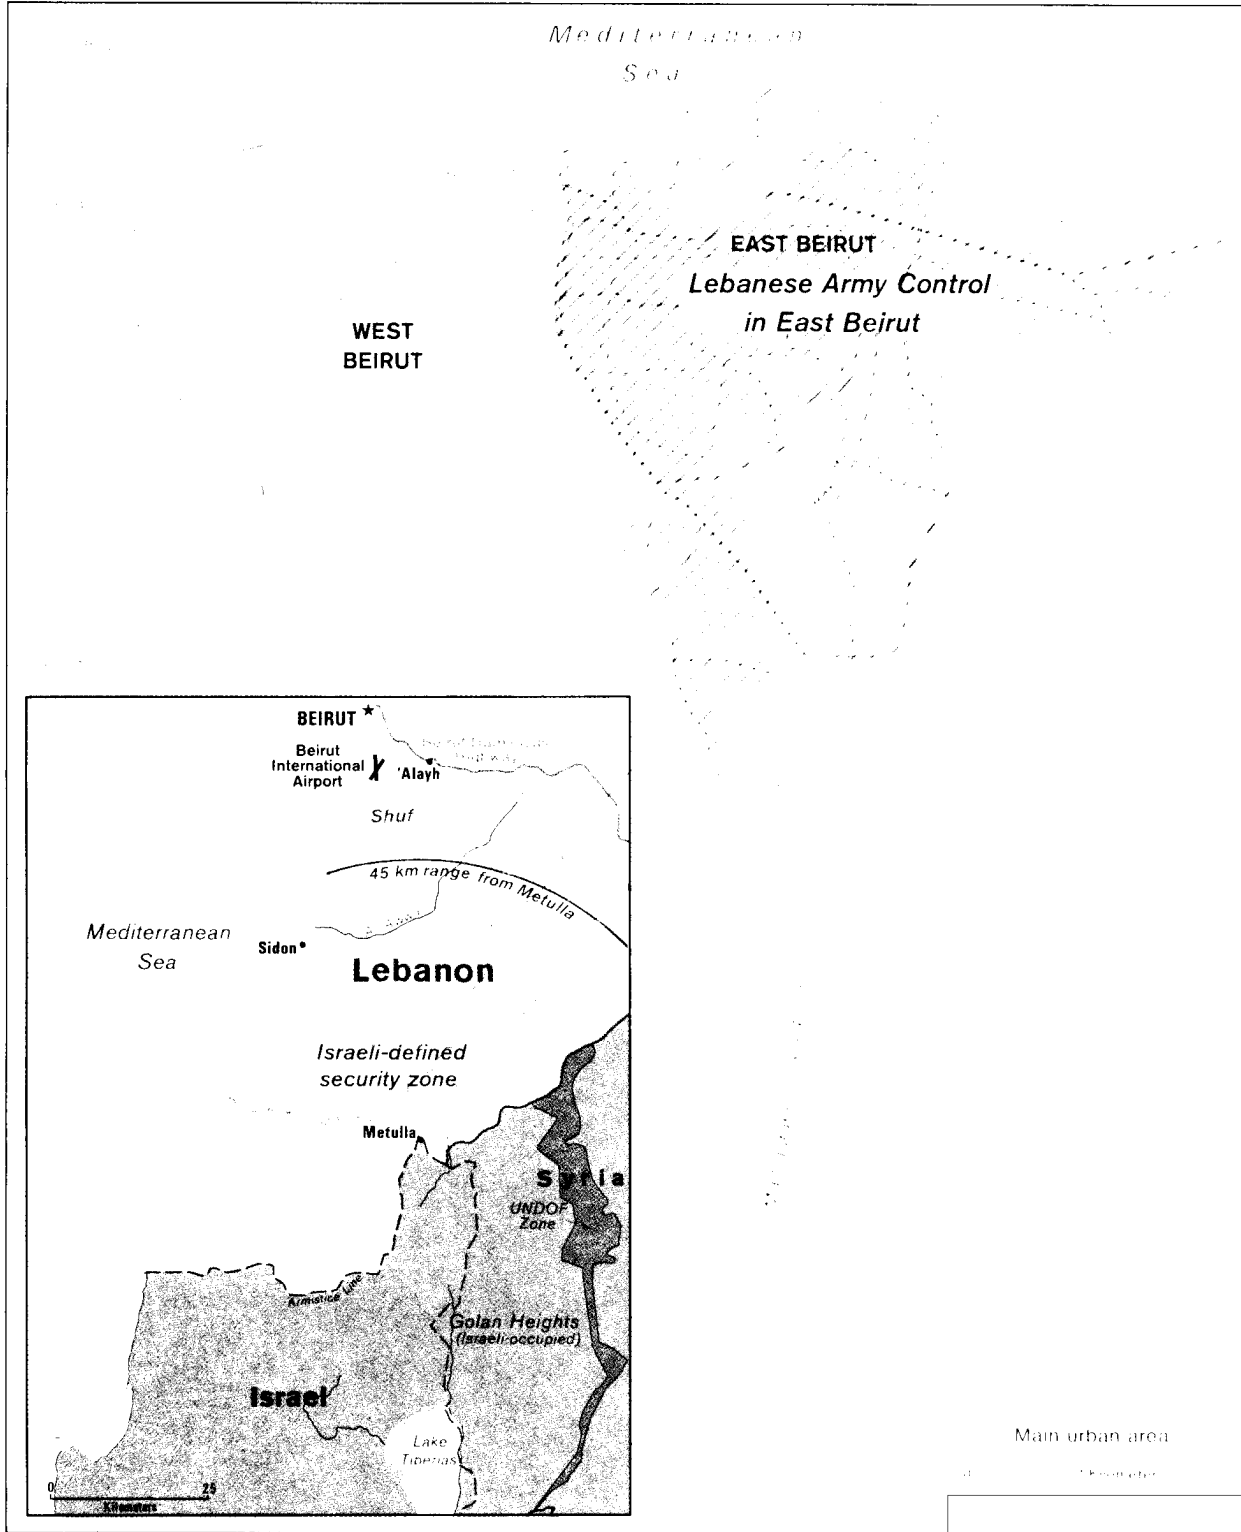 Mediterranean
Sea
EAST BEIRUT
Lebanese Army Control
in East Beirut
WEST
BEIRUT
BEIRUT
Beirut
International
Airport
'Alayh
Shuf
45 km range from Metulla
Mediterranean
Sea
Sidon
Lebanon
Israeli-defined
security zone
Metulla
Syria
UNDOF
Zone
Armistice Line
Golan Heights
(Israeli-occupied)
Israel
Lake
Tiberias
0 25
Kilometers
Main urban area